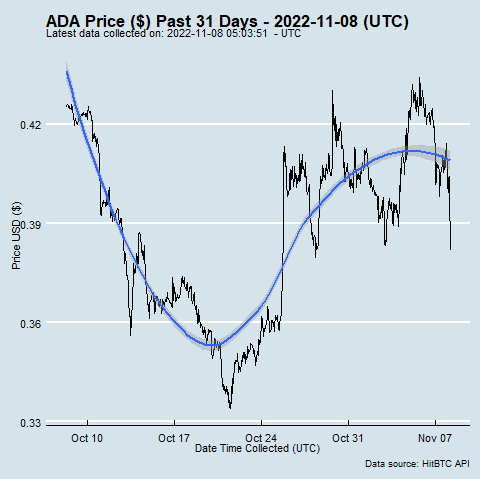 ADA Price ($) Past 31 Days - 2022-11-08 (UTC)
Latest data collected on: 2022-11-08 05:03:51 - UTC
Price USD ($)
0.42
0.39
0.36
0.33
Oct 10 Oct 17 Oct 24 Oct 31 Nov 07
Date Time Collected (UTC)
Data source: HitBTC API